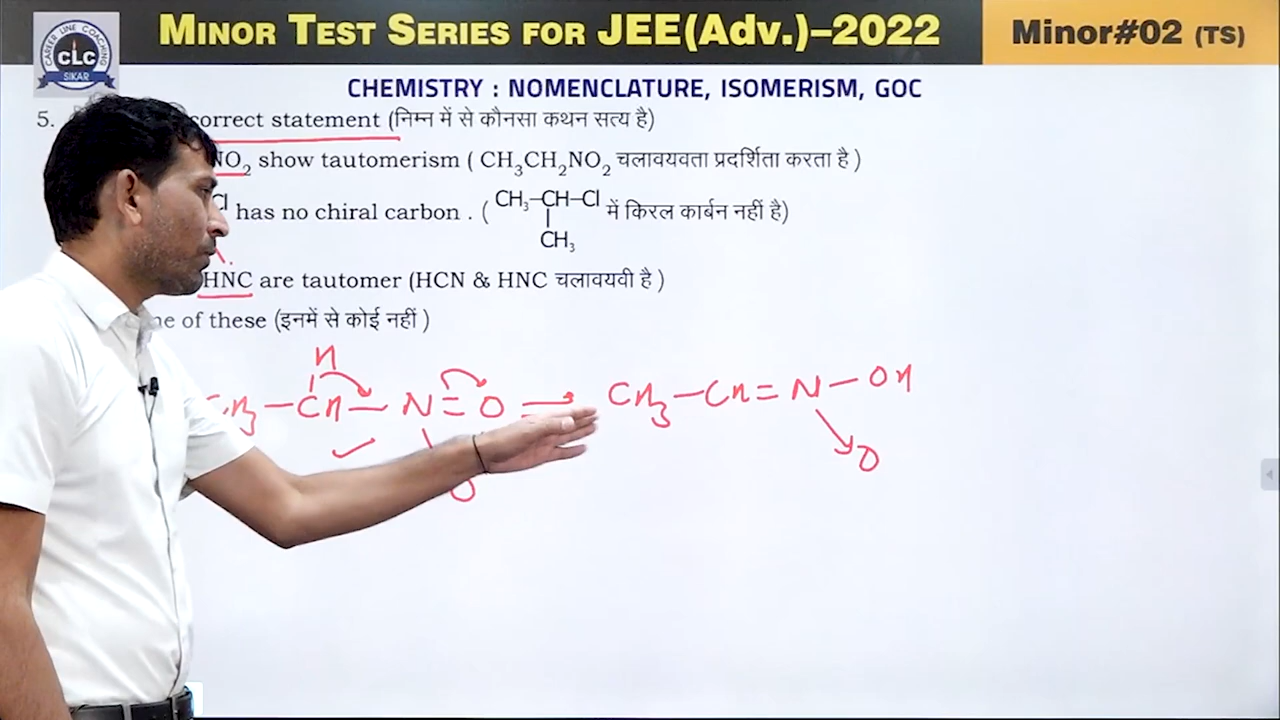 MINOR TEST SERIES FOR JEE(Adv.)–2022
Minor#02 (TS)
CAREER LINE COACHING
CLC
SIKAR
CHEMISTRY : NOMENCLATURE, ISOMERISM, GOC
5. correct statement (निम्न में से कौनसा कथन सत्य है)
NO₂ show tautomerism ( CH₃CH₂NO₂ चलावयवता प्रदर्शिता करता है )
Cl has no chiral carbon . ( CH₃–CH–Cl में किरल कार्बन नहीं है)
CH₃
HNC are tautomer (HCN & HNC चलावयवी है )
of these (इनमें से कोई नहीं )
H
CH₃ – CH – N = O ⇌ CH₃ – CH = N – OH
O O